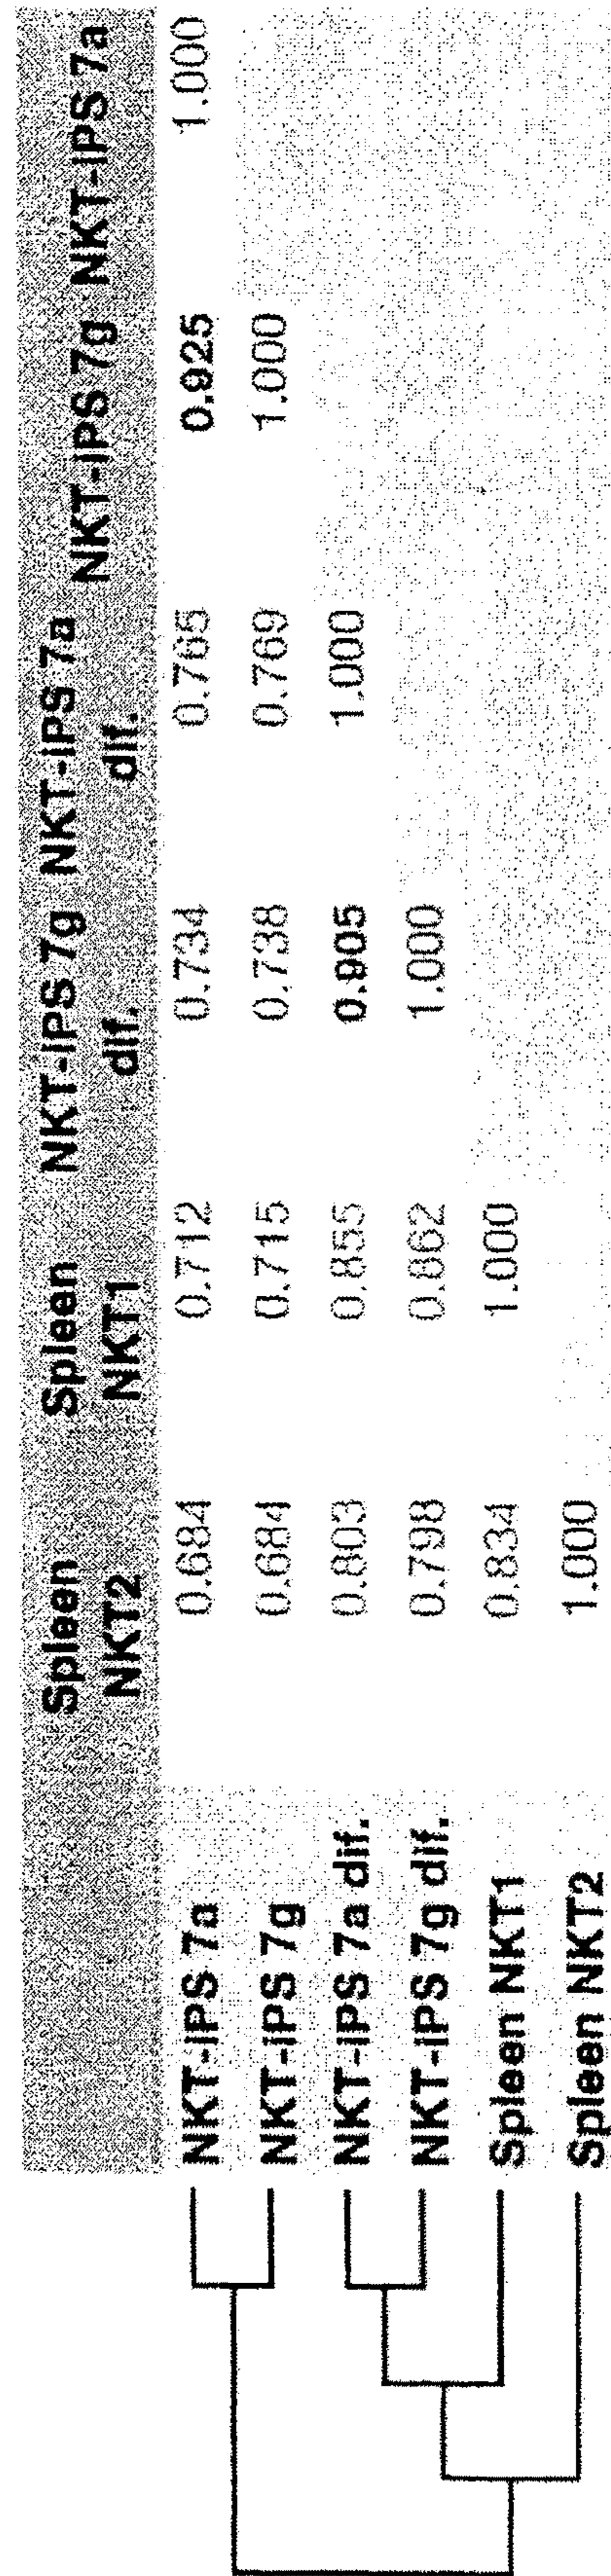 Spleen NKT2 Spleen NKT1 NKT-iPS 7g dif. NKT-iPS 7a dif. NKT-iPS 7g NKT-iPS 7a
NKT-iPS 7a 0.684 0.712 0.734 0.765 0.925 1.000
NKT-iPS 7g 0.684 0.715 0.738 0.769 1.000
NKT-iPS 7a dif. 0.803 0.855 0.905 1.000
NKT-iPS 7g dif. 0.798 0.862 1.000
Spleen NKT1 0.834 1.000
Spleen NKT2 1.000